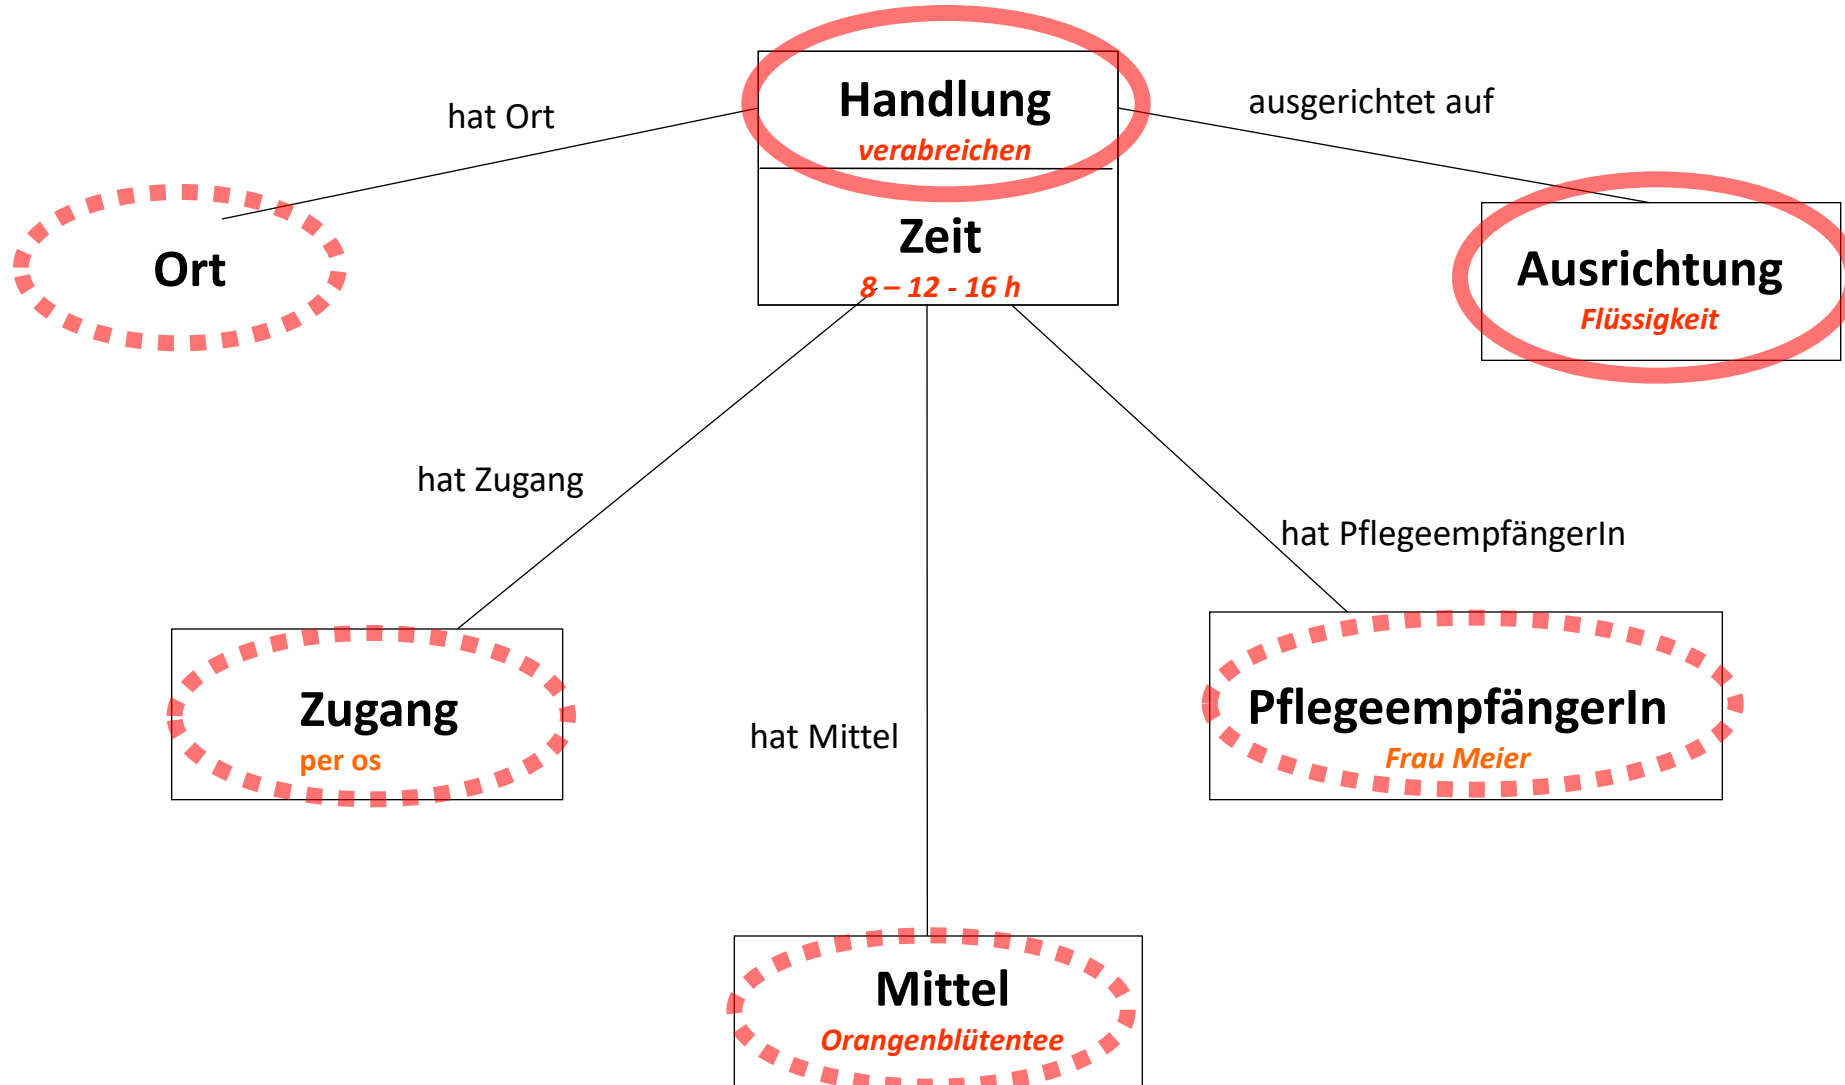 Handlung
verabreichen
hat Ort
ausgerichtet auf
Zeit
8 – 12 - 16 h
Ort
Ausrichtung
Flüssigkeit
hat Zugang
hat PflegeempfängerIn
Zugang
per os
hat Mittel
PflegeempfängerIn
Frau Meier
Mittel
Orangenblütentee